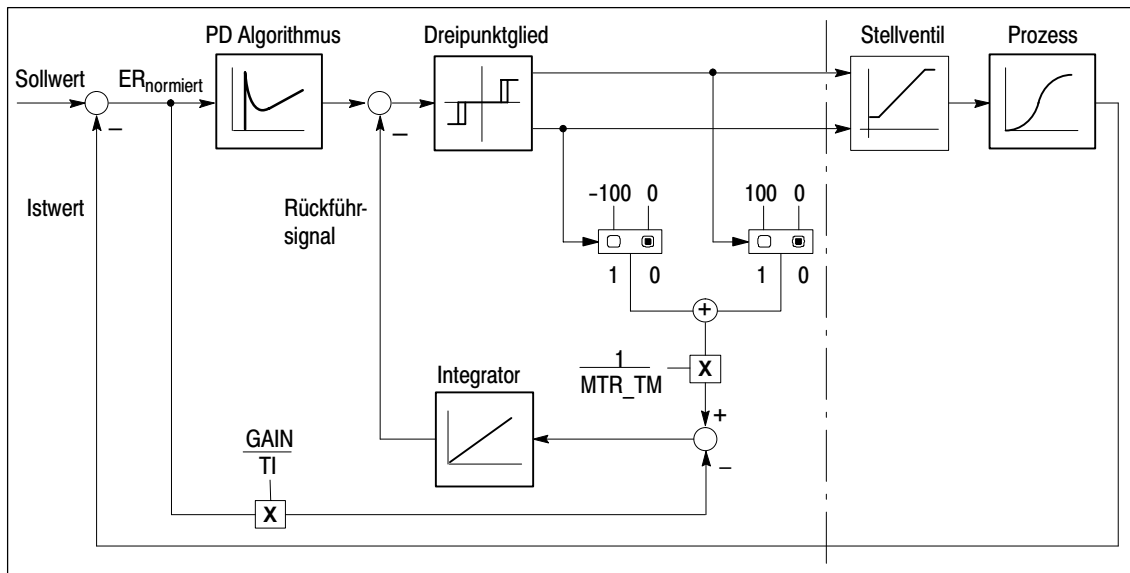 PD Algorithmus
Dreipunktglied
Stellventil
Prozess
Sollwert
ERnormiert
–
–
Istwert
Rückführ-
signal
-100 0
100 0
1 0
1 0
+
1
MTR_TM
X
Integrator
+
–
GAIN
TI
X